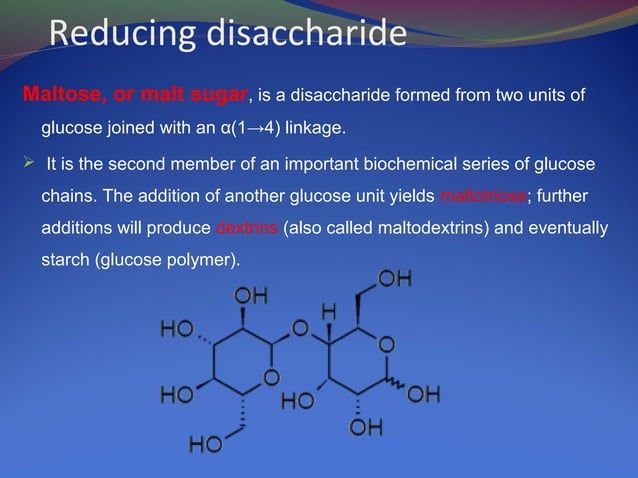 Reducing disaccharide
Maltose, or malt sugar, is a disaccharide formed from two units of
glucose joined with an α(1→4) linkage.
It is the second member of an important biochemical series of glucose
chains. The addition of another glucose unit yields maltotriose; further
additions will produce dextrins (also called maltodextrins) and eventually
starch (glucose polymer).
OH
OH
HO
O
H
O
HO
O
HO
OH
HO
OH
OH